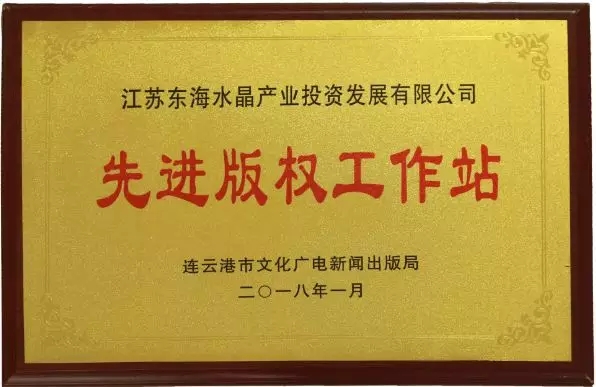 江苏东海水晶产业投资发展有限公司
先进版权工作站
连云港市文化广电新闻出版局
二〇一八年一月